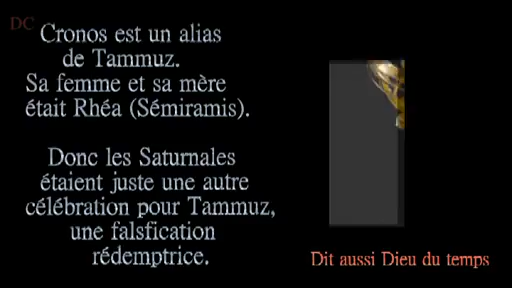 DC
Cronos est un alias
de Tammuz.
Sa femme et sa mère
était Rhéa (Sémiramis).
Donc les Saturnales
étaient juste une autre
célébration pour Tammuz,
une falsfication
rédemptrice.
Dit aussi Dieu du temps